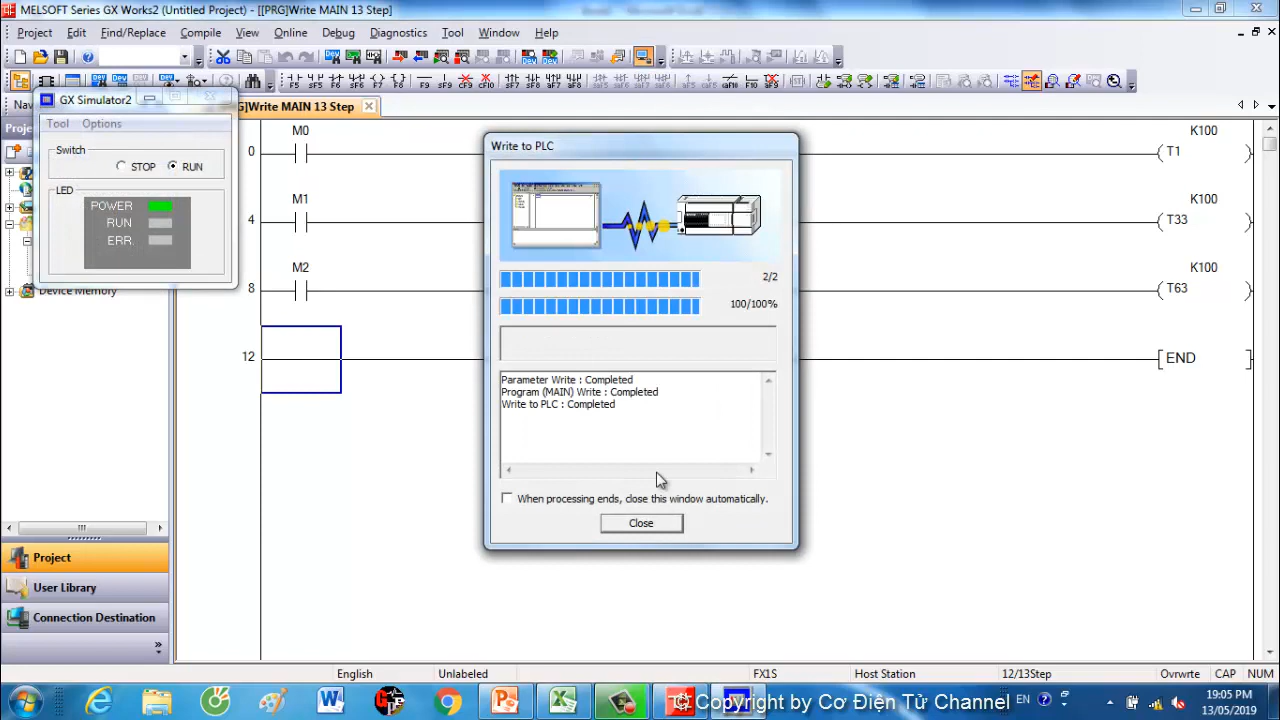 MELSOFT Series GX Works2 (Untitled Project) - [[PRG]Write MAIN 13 Step]
Project Edit Find/Replace Compile View Online Debug Diagnostics Tool Window Help
GX Simulator2
Tool Options
Switch
STOP RUN
LED
POWER
RUN
ERR
]Write MAIN 13 Step
Device Memory
Project
User Library
Connection Destination
0 M0 K100
T1
4 M1 K100
T33
8 M2 K100
T63
12 END
Write to PLC
2/2
100/100%
Parameter Write : Completed
Program (MAIN) Write : Completed
Write to PLC : Completed
When processing ends, close this window automatically.
Close
English Unlabeled FX1S Host Station 12/13Step Ovrwrte CAP NUM
Copyright by Cơ Điện Tử Channel
EN
19:05 PM
13/05/2019